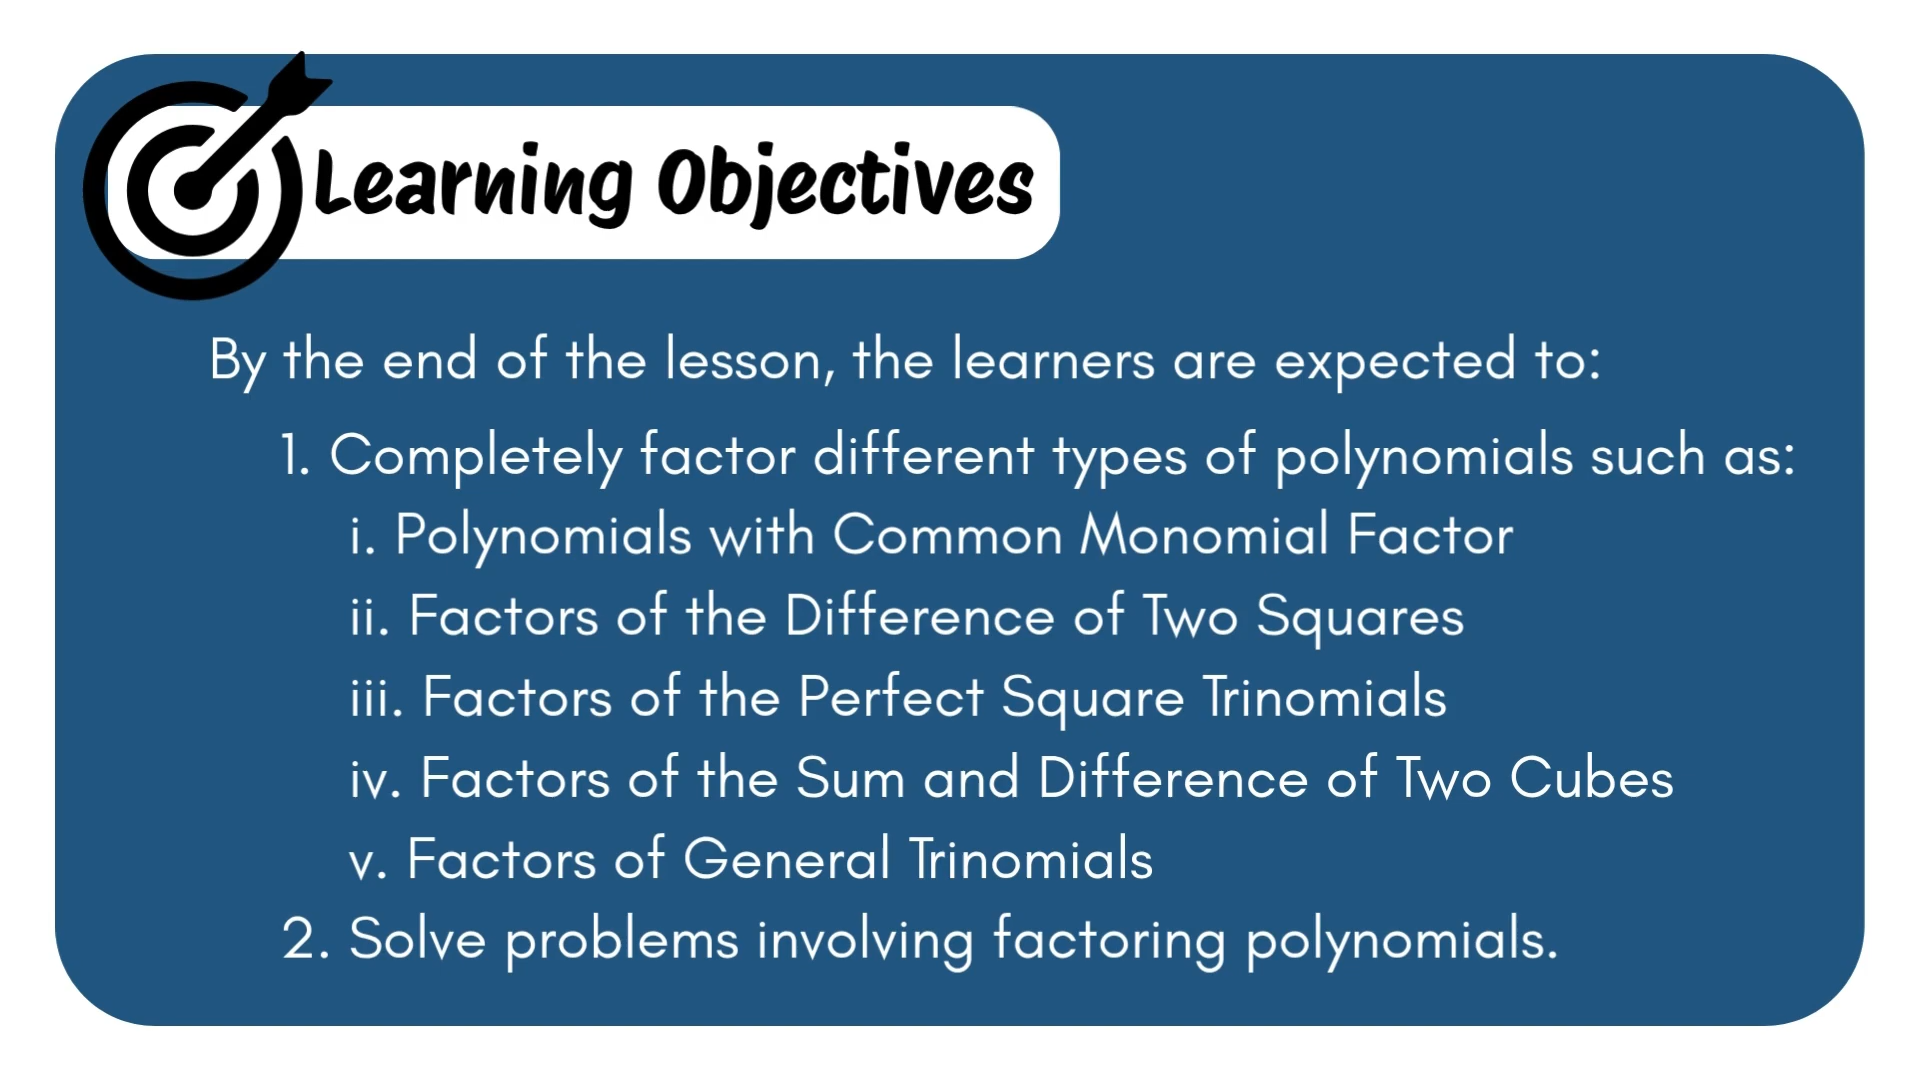 Learning Objectives
By the end of the lesson, the learners are expected to:
1. Completely factor different types of polynomials such as:
i. Polynomials with Common Monomial Factor
ii. Factors of the Difference of Two Squares
iii. Factors of the Perfect Square Trinomials
iv. Factors of the Sum and Difference of Two Cubes
v. Factors of General Trinomials
2. Solve problems involving factoring polynomials.